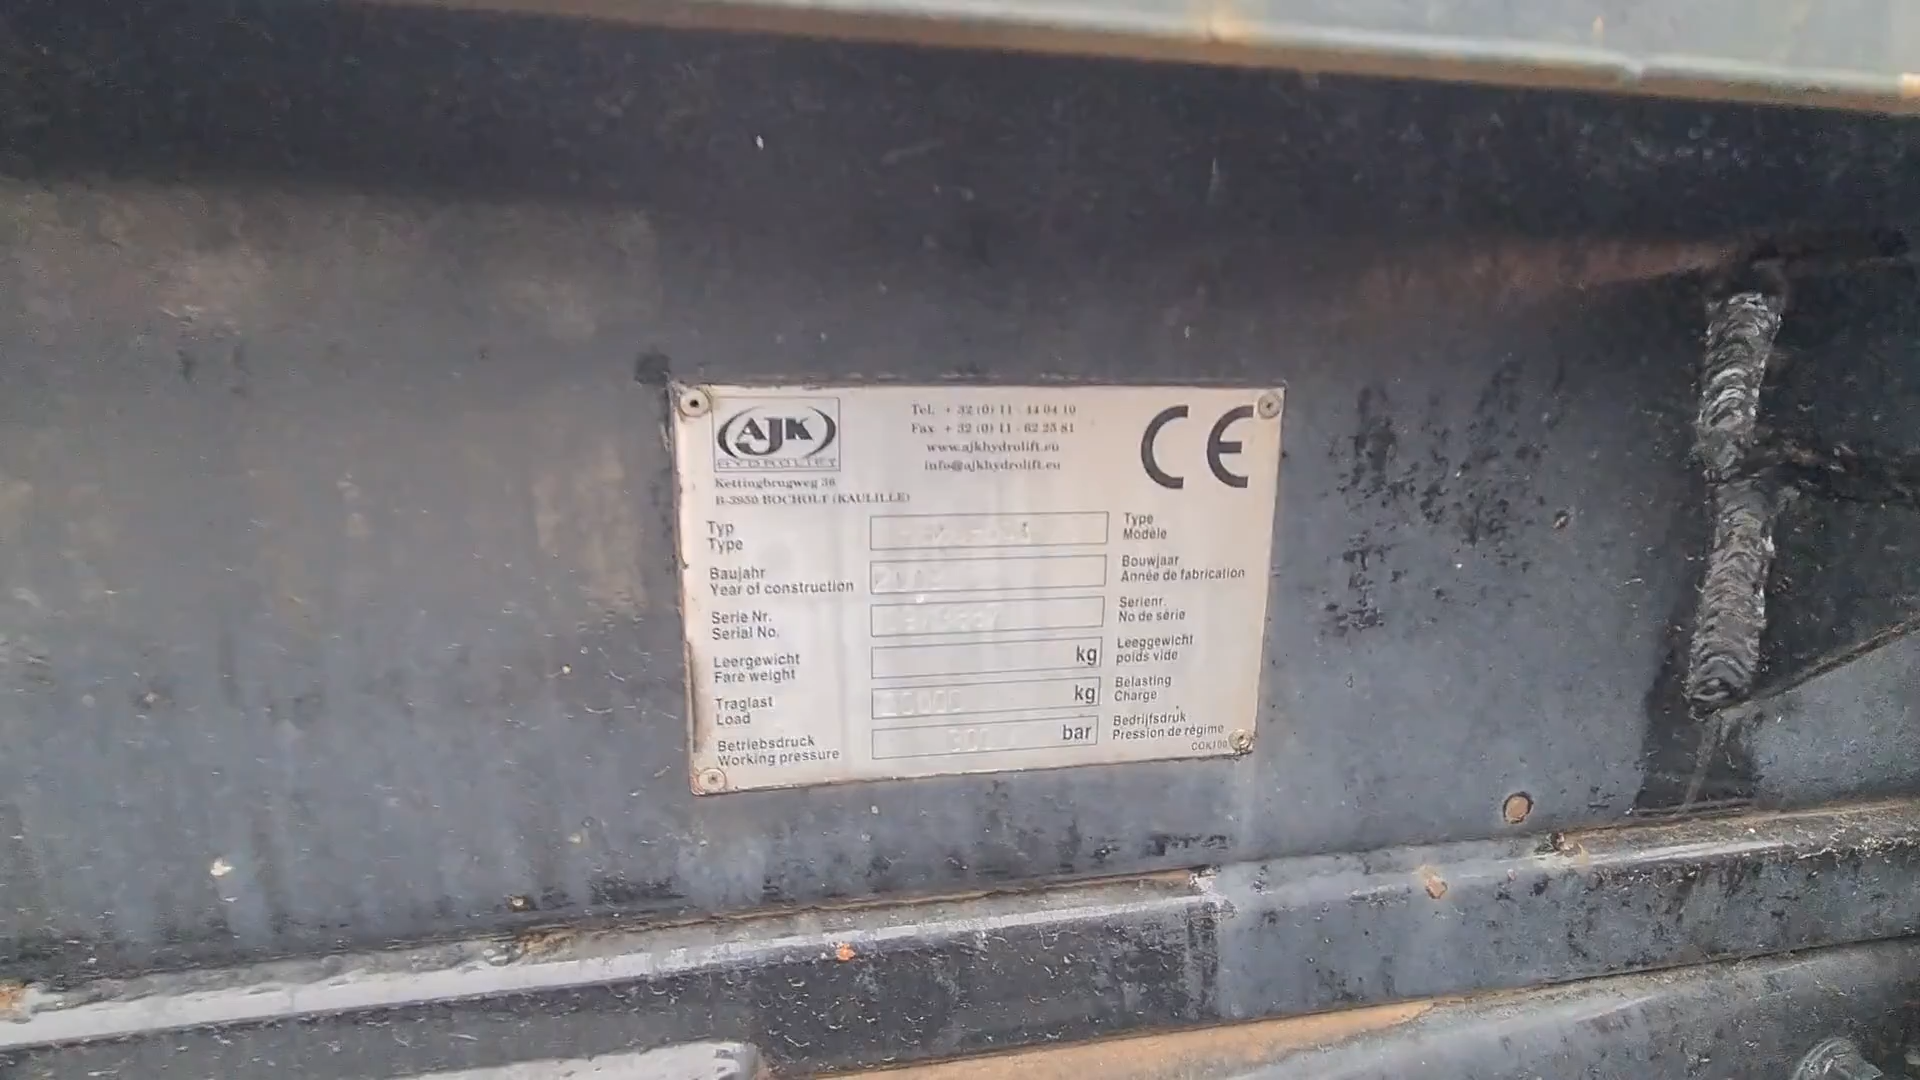 AJK
HYDROLIFT
Tel. + 32 (0) 11 - 44 04 10
Fax + 32 (0) 11 - 62 25 81
www.ajkhydrolift.eu
info@ajkhydrolift.eu
CE
Kettingbrugweg 36
B-3950 BOCHOLT (KAULILLE)
Typ
Type
Type
Modèle
Baujahr
Year of construction
Bouwjaar
Année de fabrication
Serie Nr.
Serial No.
Serienr.
No de série
Leergewicht
Fare weight
kg
Leeggewicht
poids vide
Traglast
Load
kg
Belasting
Charge
Betriebsdruck
Working pressure
bar
Bedrijfsdruk
Pression de régime